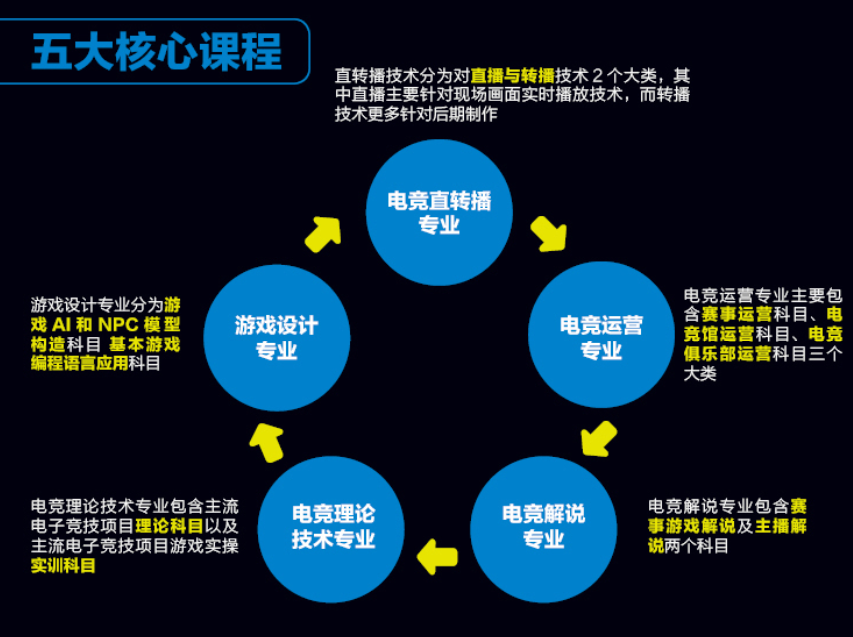 五大核心课程
直转播技术分为对直播与转播技术2个大类，其
中直播主要针对现场画面实时播放技术，而转播
技术更多针对后期制作
电竞直转播
专业
电竞运营
专业
电竞运营专业主要包
含赛事运营科目、电
竞馆运营科目、电竞
俱乐部运营科目三个
大类
电竞解说
专业
电竞解说专业包含赛
事游戏解说及主播解
说两个科目
电竞理论
技术专业
电竞理论技术专业包含主流
电子竞技项目理论科目以及
主流电子竞技项目游戏实操
实训科目
游戏设计
专业
游戏设计专业分为游
戏AI和NPC模型
构造科目 基本游戏
编程语言应用科目